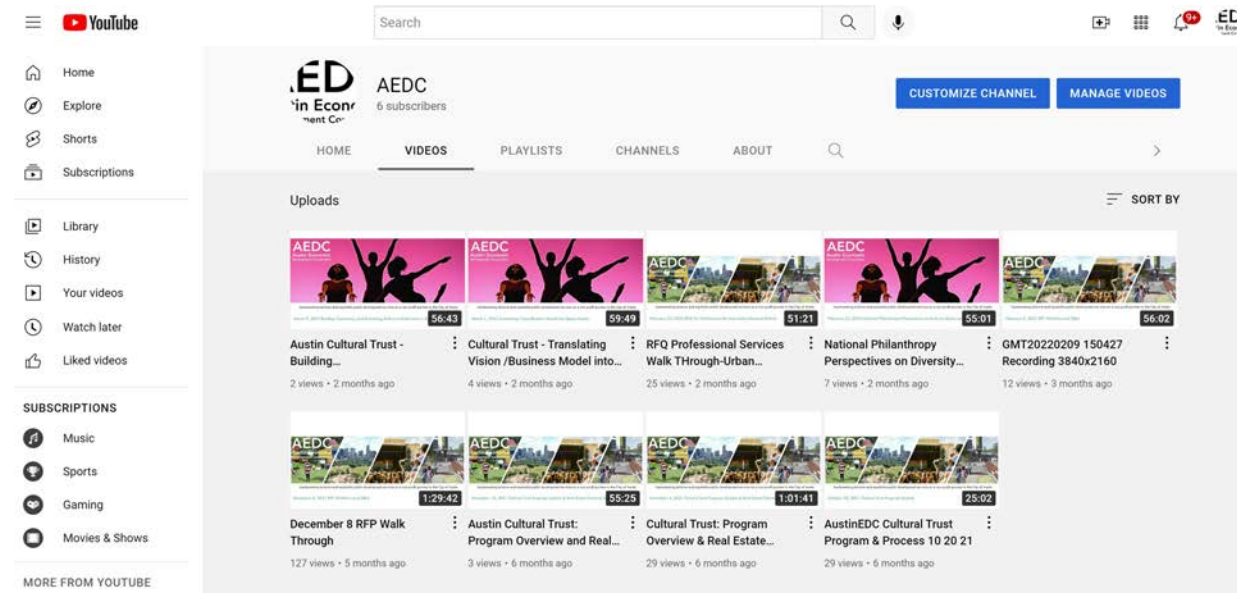 YouTube
Search
9+
Home
Explore
Shorts
Subscriptions
Library
History
Your videos
Watch later
Liked videos
SUBSCRIPTIONS
Music
Sports
Gaming
Movies & Shows
MORE FROM YOUTUBE
AEDC
6 subscribers
CUSTOMIZE CHANNEL
MANAGE VIDEOS
HOME
VIDEOS
PLAYLISTS
CHANNELS
ABOUT
Uploads
SORT BY
AEDC
56:43
Austin Cultural Trust -
Building...
2 views • 2 months ago
AEDC
59:49
Cultural Trust - Translating
Vision /Business Model into...
4 views • 2 months ago
AEDC
51:21
RFQ Professional Services
Walk THrough-Urban...
25 views • 2 months ago
AEDC
55:01
National Philanthropy
Perspectives on Diversity...
7 views • 2 months ago
AEDC
56:02
GMT20220209 150427
Recording 3840x2160
12 views • 3 months ago
AEDC
1:29:42
December 8 RFP Walk
Through
127 views • 5 months ago
AEDC
55:25
Austin Cultural Trust:
Program Overview and Real...
3 views • 6 months ago
AEDC
1:01:41
Cultural Trust: Program
Overview & Real Estate...
29 views • 6 months ago
AEDC
25:02
AustinEDC Cultural Trust
Program & Process 10 20 21
29 views • 6 months ago